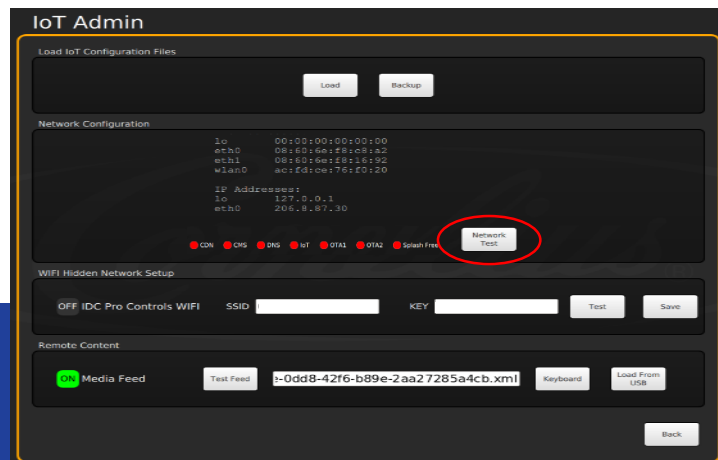 IoT Admin
Load IoT Configuration Files
Load Backup
Network Configuration
lo 00:00:00:00:00:00
eth0 08:60:6e:f8:c8:a2
eth1 08:60:6e:f8:16:92
wlan0 ac:fd:ce:76:f0:20
IP Addresses:
lo 127.0.0.1
eth0 206.8.87.30
CDN CMS DNS IoT OTA1 OTA2 Splash Free
Network
Test
WIFI Hidden Network Setup
OFF IDC Pro Controls WIFI SSID KEY Test Save
Remote Content
ON Media Feed Test Feed e-0dd8-42f6-b89e-2aa27285a4cb.xml Keyboard Load From
USB
Back